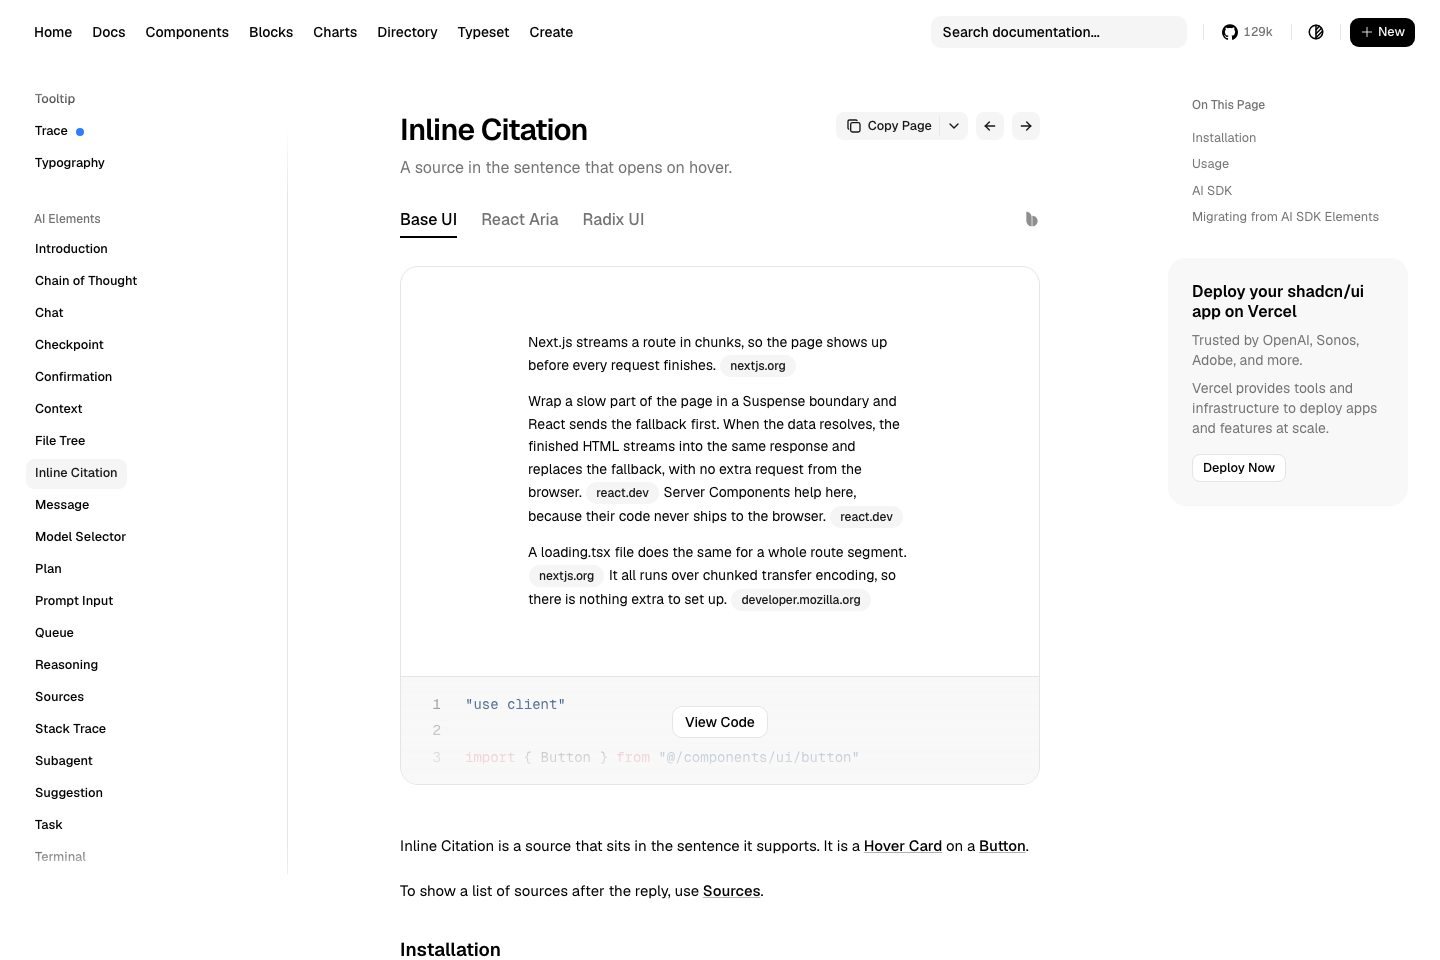 Home Docs Components Blocks Charts Directory Typeset Create
Search documentation...
129k
New
Tooltip
Trace
Typography
AI Elements
Introduction
Chain of Thought
Chat
Checkpoint
Confirmation
Context
File Tree
Inline Citation
Message
Model Selector
Plan
Prompt Input
Queue
Reasoning
Sources
Stack Trace
Subagent
Suggestion
Task
Terminal
Inline Citation
Copy Page
A source in the sentence that opens on hover.
Base UI React Aria Radix UI
Next.js streams a route in chunks, so the page shows up
before every request finishes. nextjs.org
Wrap a slow part of the page in a Suspense boundary and
React sends the fallback first. When the data resolves, the
finished HTML streams into the same response and
replaces the fallback, with no extra request from the
browser. react.dev Server Components help here,
because their code never ships to the browser. react.dev
A loading.tsx file does the same for a whole route segment.
nextjs.org It all runs over chunked transfer encoding, so
there is nothing extra to set up. developer.mozilla.org
1 "use client"
2
View Code
3 import { Button } from "@/components/ui/button"
Inline Citation is a source that sits in the sentence it supports. It is a Hover Card on a Button.
To show a list of sources after the reply, use Sources.
Installation
On This Page
Installation
Usage
AI SDK
Migrating from AI SDK Elements
Deploy your shadcn/ui
app on Vercel
Trusted by OpenAI, Sonos,
Adobe, and more.
Vercel provides tools and
infrastructure to deploy apps
and features at scale.
Deploy Now